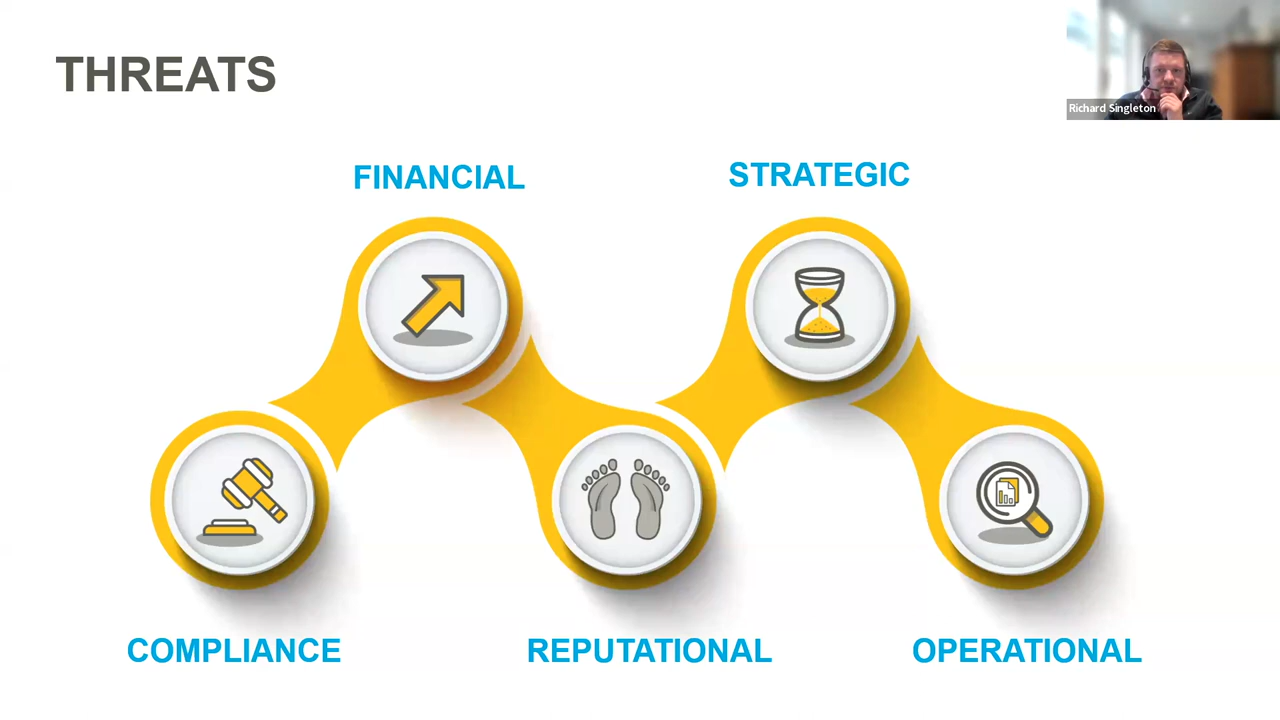 THREATS
Richard Singleton
FINANCIAL
STRATEGIC
COMPLIANCE
REPUTATIONAL
OPERATIONAL